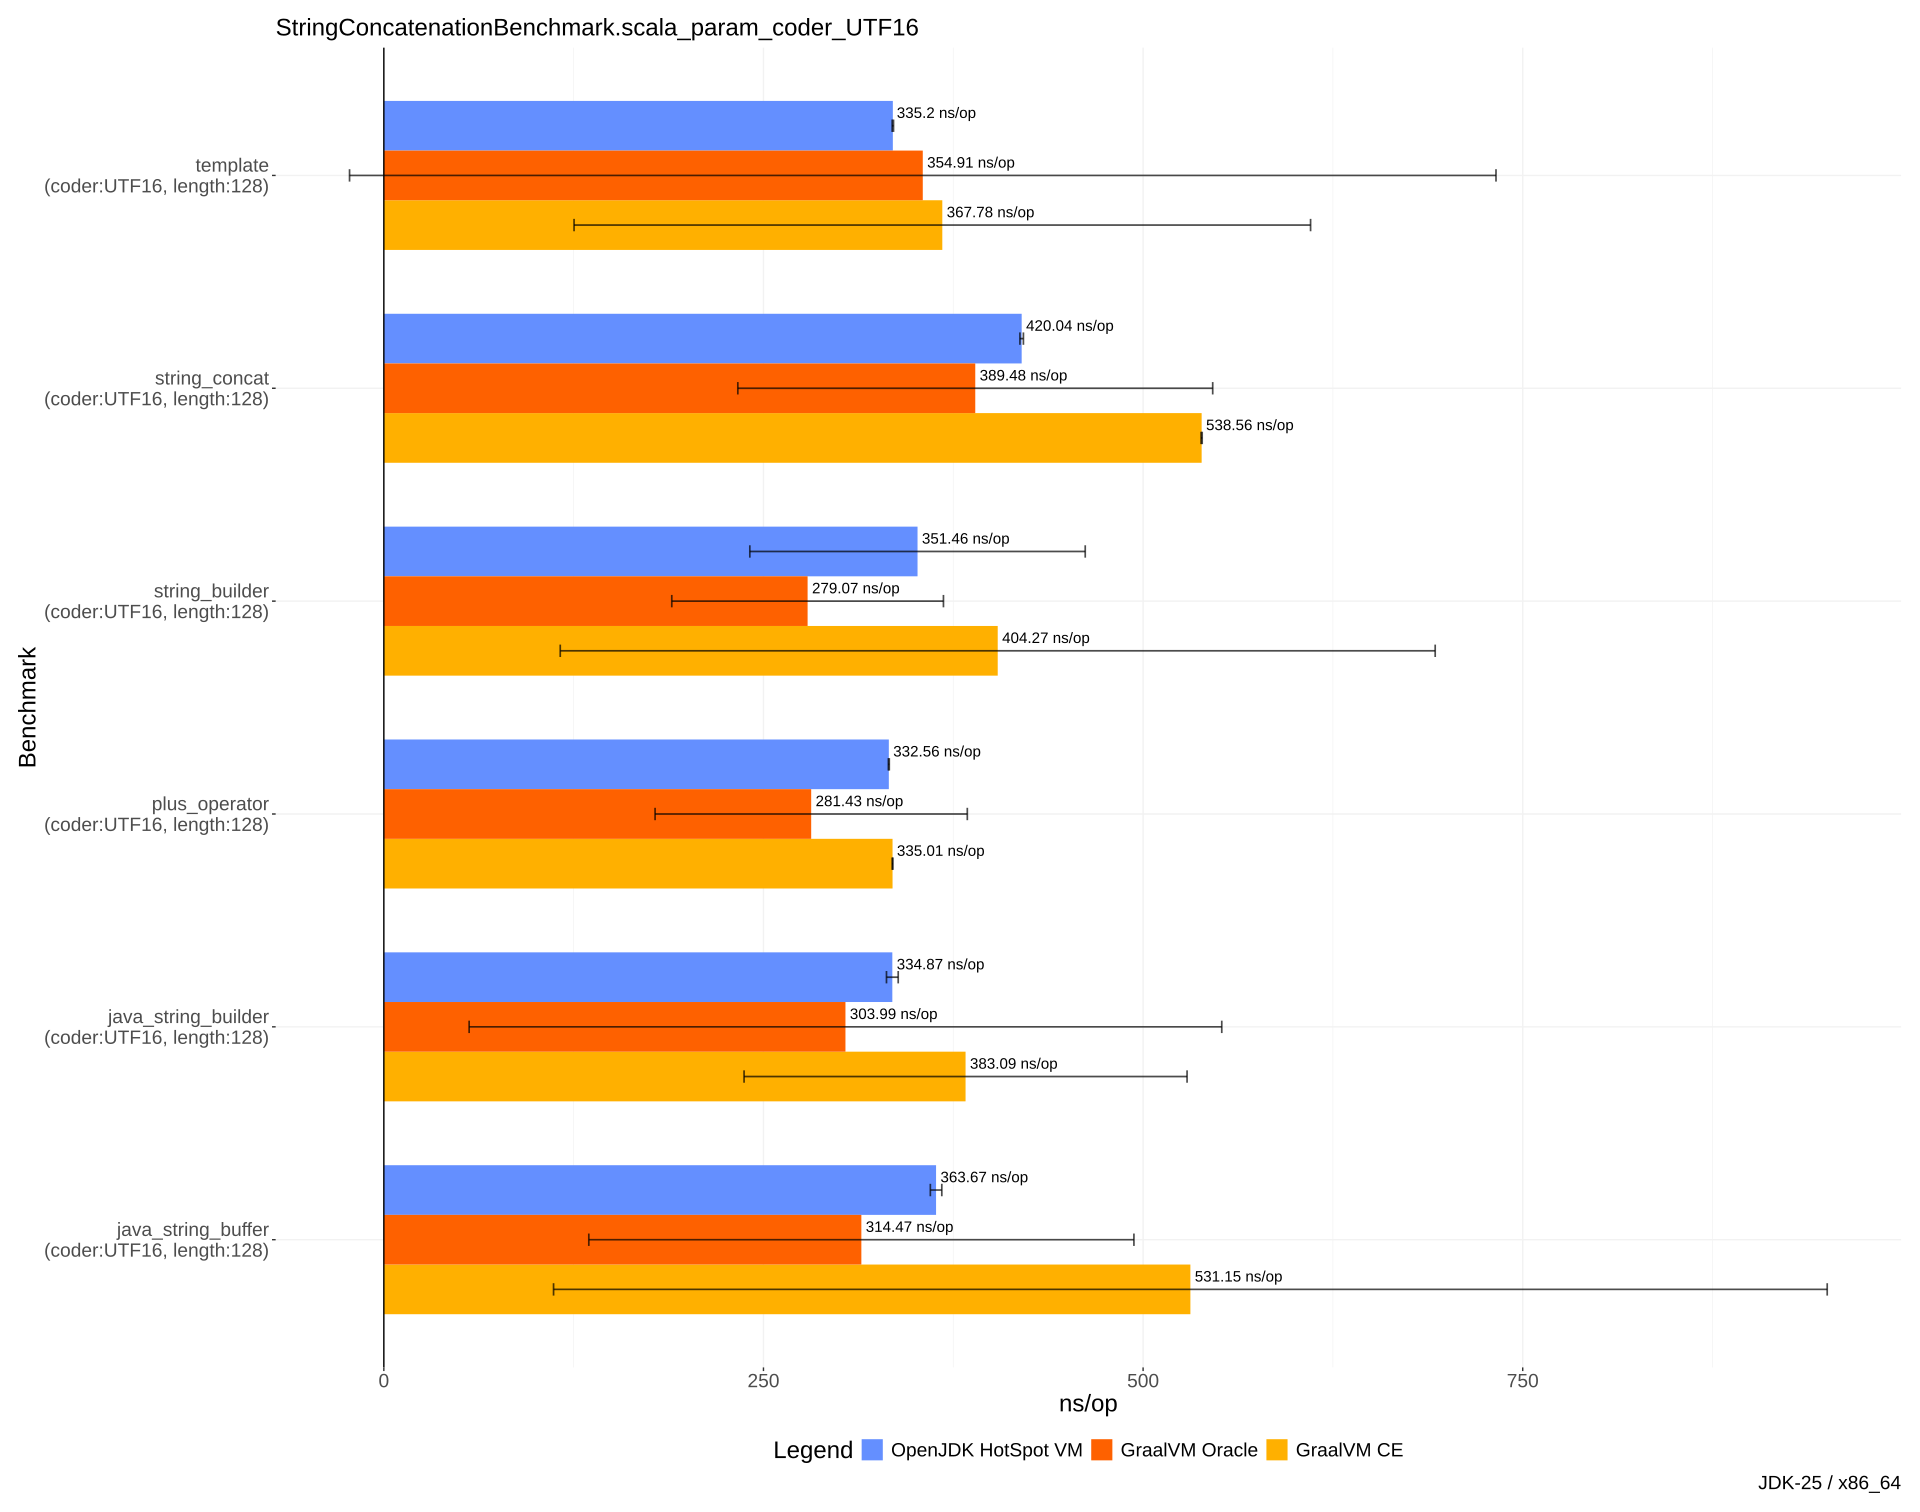 StringConcatenationBenchmark.scala_param_coder_UTF16
Benchmark
template
(coder:UTF16, length:128)
335.2 ns/op
354.91 ns/op
367.78 ns/op
string_concat
(coder:UTF16, length:128)
420.04 ns/op
389.48 ns/op
538.56 ns/op
string_builder
(coder:UTF16, length:128)
351.46 ns/op
279.07 ns/op
404.27 ns/op
plus_operator
(coder:UTF16, length:128)
332.56 ns/op
281.43 ns/op
335.01 ns/op
java_string_builder
(coder:UTF16, length:128)
334.87 ns/op
303.99 ns/op
383.09 ns/op
java_string_buffer
(coder:UTF16, length:128)
363.67 ns/op
314.47 ns/op
531.15 ns/op
0 250 500 750
ns/op
Legend OpenJDK HotSpot VM GraalVM Oracle GraalVM CE
JDK-25 / x86_64